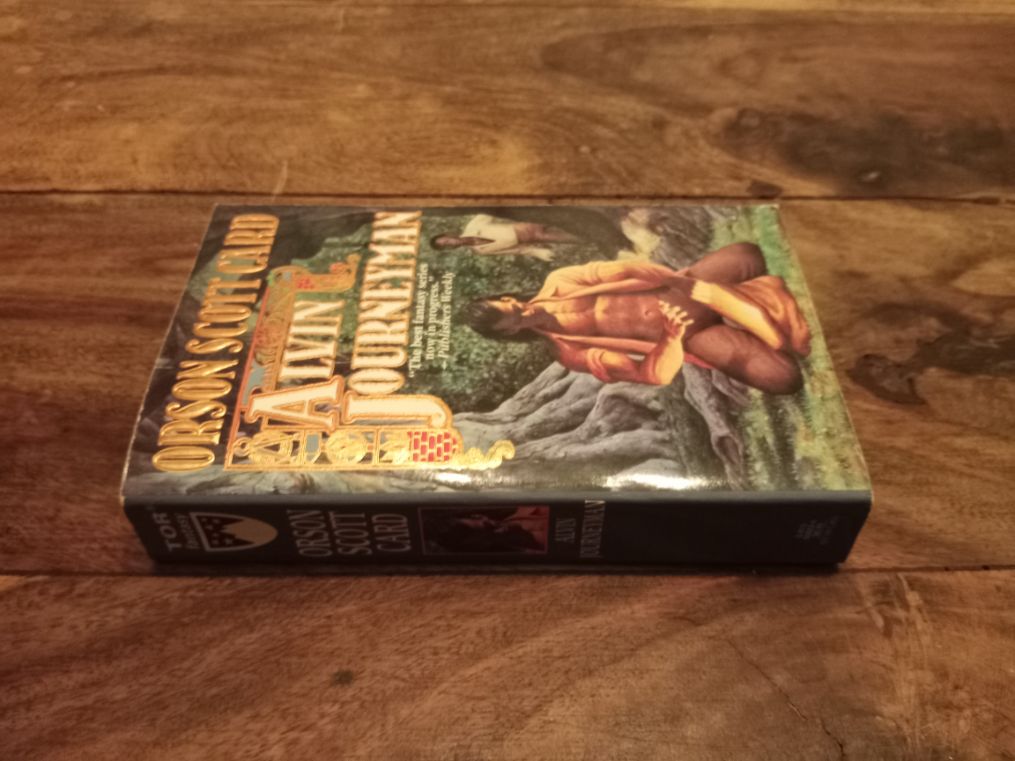 ORSON SCOTT CARD
ALVIN
JOURNEYMAN
"The best fantasy series
now in progress."
—Publishers Weekly
TOR
fantasy
ORSON
SCOTT
CARD
ALVIN
JOURNEYMAN